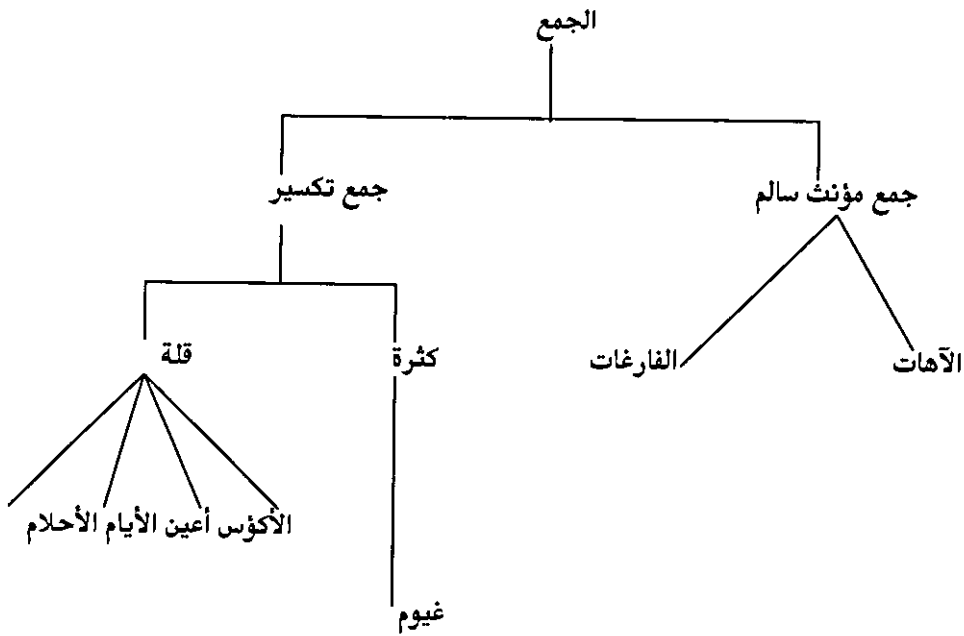 الجمع
جمع مؤنث سالم
جمع تكسير
الآهات
الفارغات
كثرة
قلة
الأكؤس أعين الأيام الأحلام
غيوم